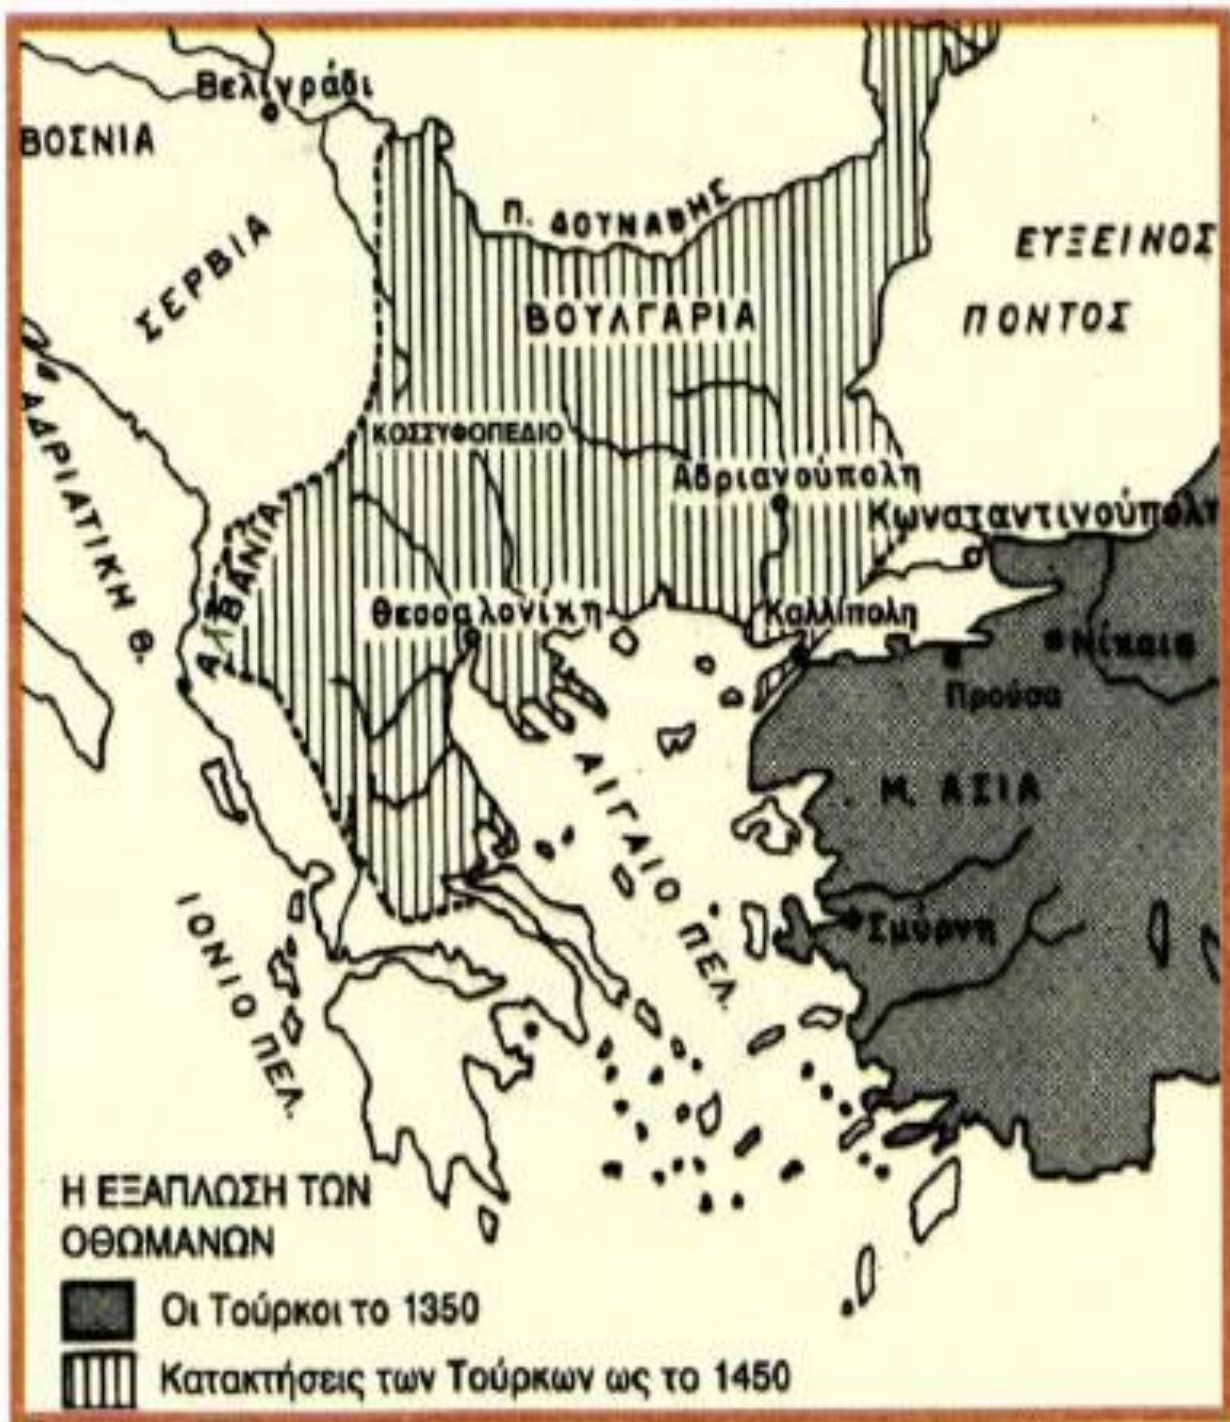 Βελιγράδι
ΒΟΣΝΙΑ
Π. ΔΟΥΝΑΒΗΣ
ΣΕΡΒΙΑ
ΕΥΞΕΙΝΟΣ
ΠΟΝΤΟΣ
ΒΟΥΛΓΑΡΙΑ
ΑΔΡΙΑΤΙΚΗ Θ.
ΚΟΣΣΥΦΟΠΕΔΙΟ
Αδριανούπολη
Κωνσταντινούπολη
ΑΛΒΑΝΙΑ
Θεσσαλονίκη
Καλλίπολη
Νίκαια
Προύσα
Μ. ΑΣΙΑ
ΑΙΓΑΙΟ ΠΕΛ.
ΙΟΝΙΟ ΠΕΛ.
Σμύρνη
Η ΕΞΑΠΛΩΣΗ ΤΩΝ
ΟΘΩΜΑΝΩΝ
Οι Τούρκοι το 1350
Κατακτήσεις των Τούρκων ως το 1450